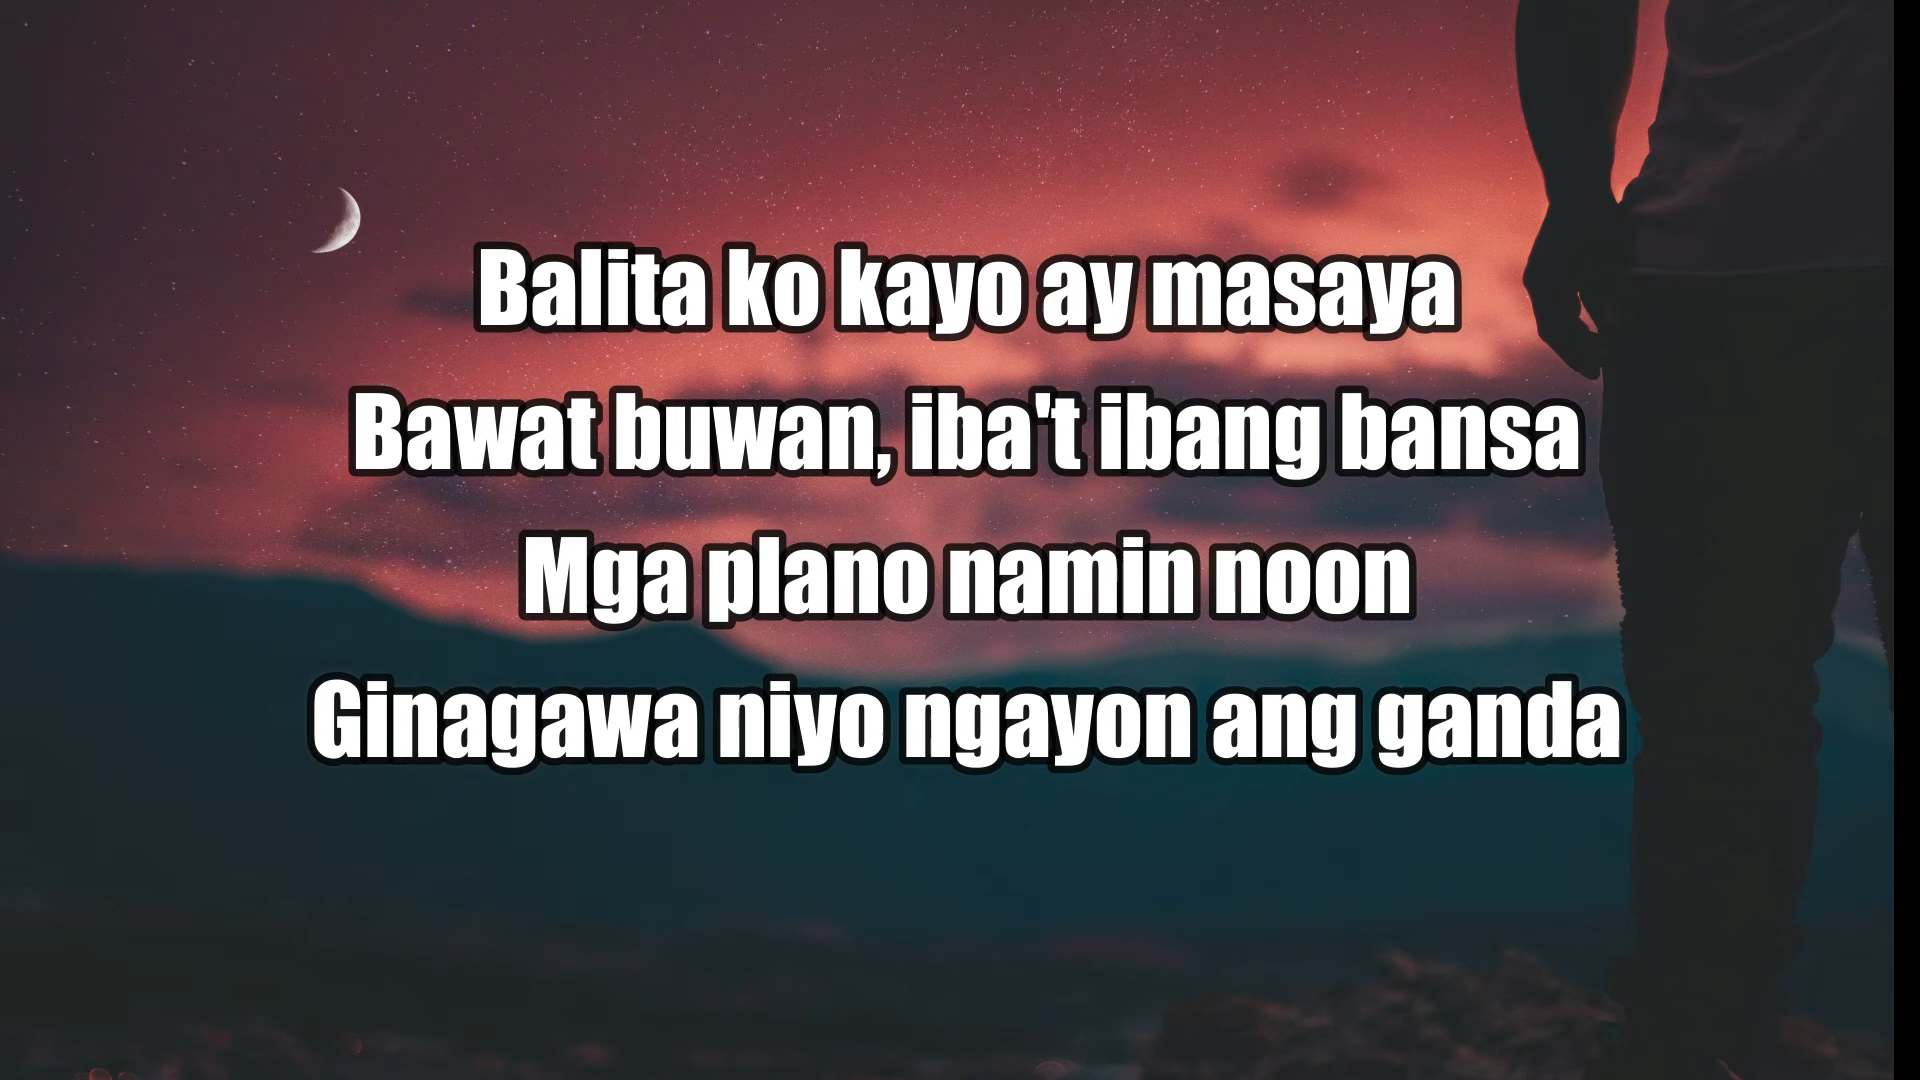 Balita ko kayo ay masaya
Bawat buwan, iba't ibang bansa
Mga plano namin noon
Ginagawa niyo ngayon ang ganda